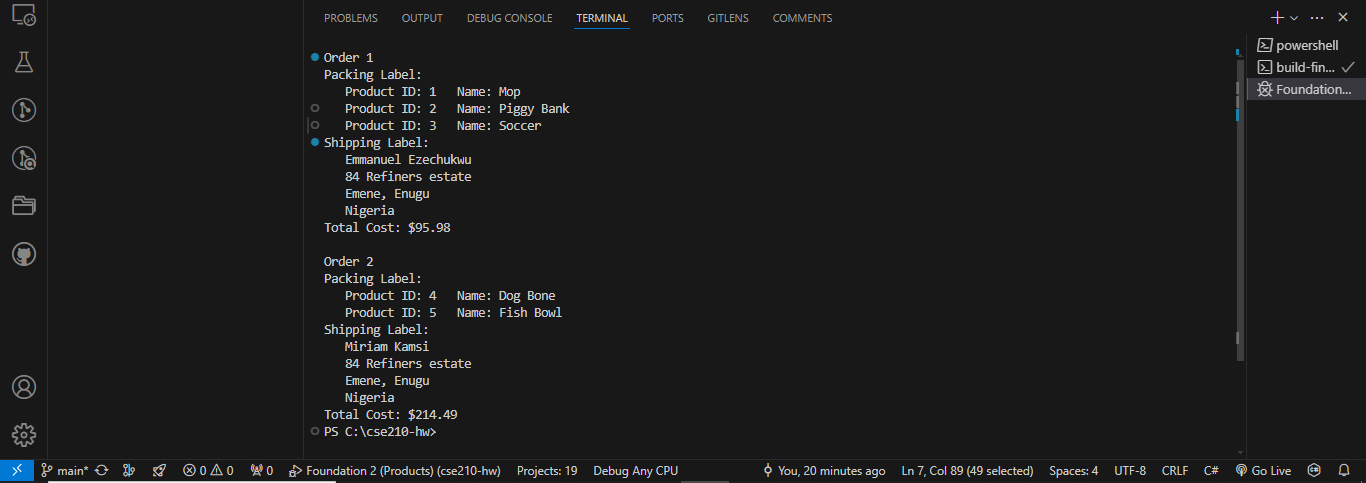 PROBLEMS OUTPUT DEBUG CONSOLE TERMINAL PORTS GITLENS COMMENTS
Order 1
Packing Label:
Product ID: 1 Name: Mop
Product ID: 2 Name: Piggy Bank
Product ID: 3 Name: Soccer
Shipping Label:
Emmanuel Ezechukwu
84 Refiners estate
Emene, Enugu
Nigeria
Total Cost: $95.98
Order 2
Packing Label:
Product ID: 4 Name: Dog Bone
Product ID: 5 Name: Fish Bowl
Shipping Label:
Miriam Kamsi
84 Refiners estate
Emene, Enugu
Nigeria
Total Cost: $214.49
PS C:\cse210-hw>
powershell
build-fin...
Foundation...
main* 0 0 0 Foundation 2 (Products) (cse210-hw) Projects: 19 Debug Any CPU You, 20 minutes ago Ln 7, Col 89 (49 selected) Spaces: 4 UTF-8 CRLF C# Go Live